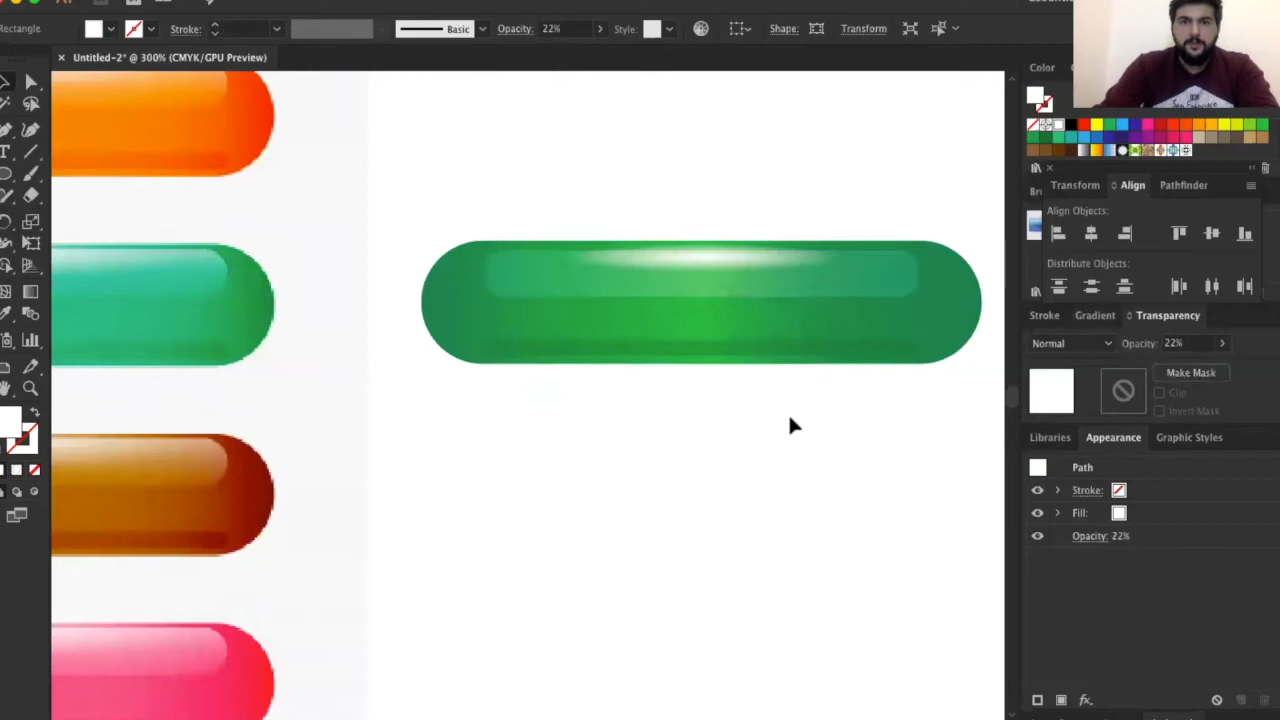 Rectangle Stroke: Basic Opacity: 22% Style: Shape: Transform
× Untitled-2* @ 300% (CMYK/GPU Preview)
Color
Transform Align Pathfinder
Align Objects:
Distribute Objects:
Stroke Gradient Transparency
Normal Opacity: 22%
Make Mask
Clip
Invert Mask
Libraries Appearance Graphic Styles
Path
Stroke:
Fill:
Opacity: 22%
fx